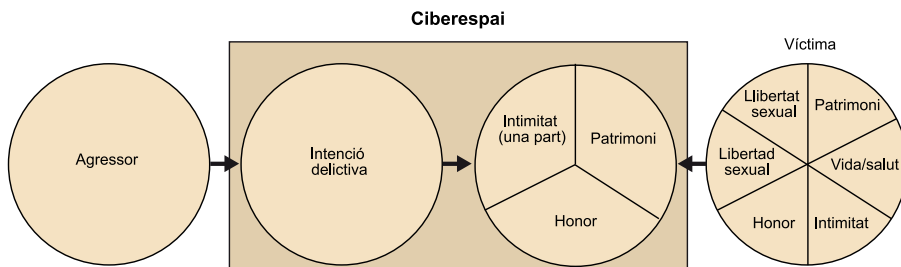 Ciberespai
Agressor
Intenció
delictiva
Intimitat
(una part)
Patrimoni
Honor
Víctima
Llibertat
sexual
Patrimoni
Libertad
sexual
Vida/salut
Honor
Intimitat